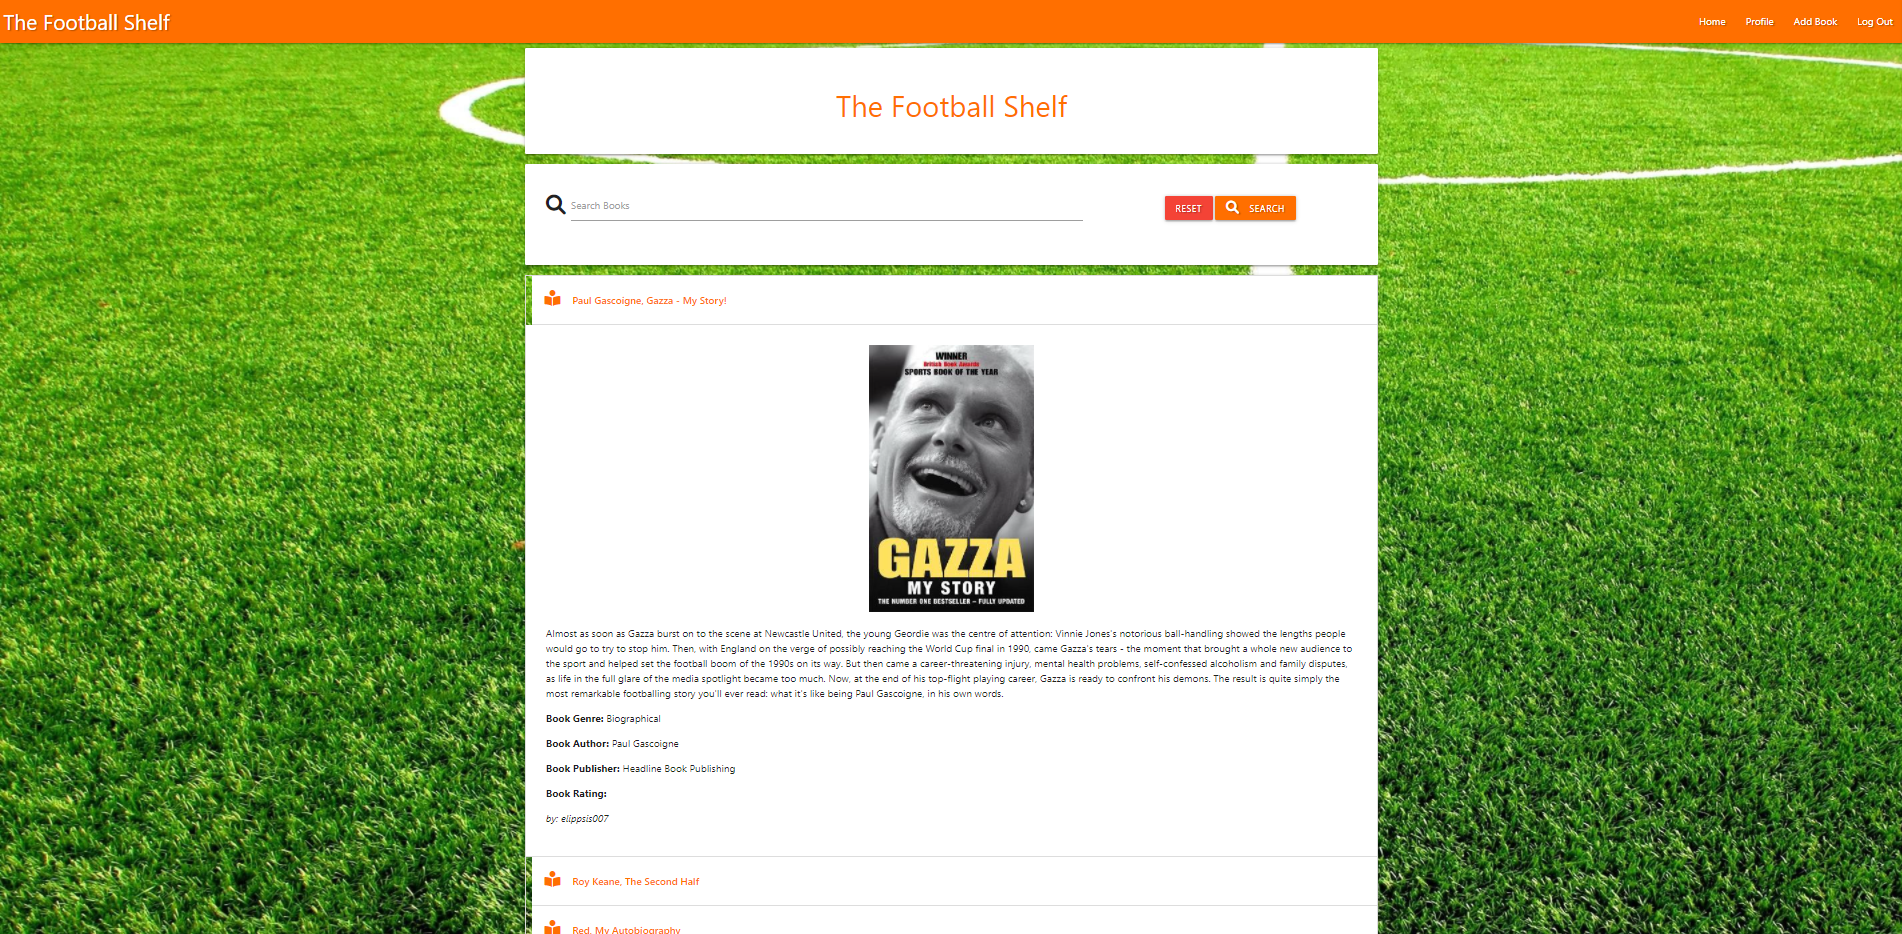 The Football Shelf
Home Profile Add Book Log Out
The Football Shelf
Search Books
RESET SEARCH
Paul Gascoigne, Gazza - My Story!
WINNER
British Book Awards
SPORTS BOOK OF THE YEAR
GAZZA
MY STORY
THE NUMBER ONE BESTSELLER – FULLY UPDATED
Almost as soon as Gazza burst on to the scene at Newcastle United, the young Geordie was the centre of attention: Vinnie Jones's notorious ball-handling showed the lengths people
would go to try to stop him. Then, with England on the verge of possibly reaching the World Cup final in 1990, came Gazza's tears - the moment that brought a whole new audience to
the sport and helped set the football boom of the 1990s on its way. But then came a career-threatening injury, mental health problems, self-confessed alcoholism and family disputes,
as life in the full glare of the media spotlight became too much. Now, at the end of his top-flight playing career, Gazza is ready to confront his demons. The result is quite simply the
most remarkable footballing story you'll ever read: what it's like being Paul Gascoigne, in his own words.
Book Genre: Biographical
Book Author: Paul Gascoigne
Book Publisher: Headline Book Publishing
Book Rating:
by: elippsis007
Roy Keane, The Second Half
Red, My Autobiography